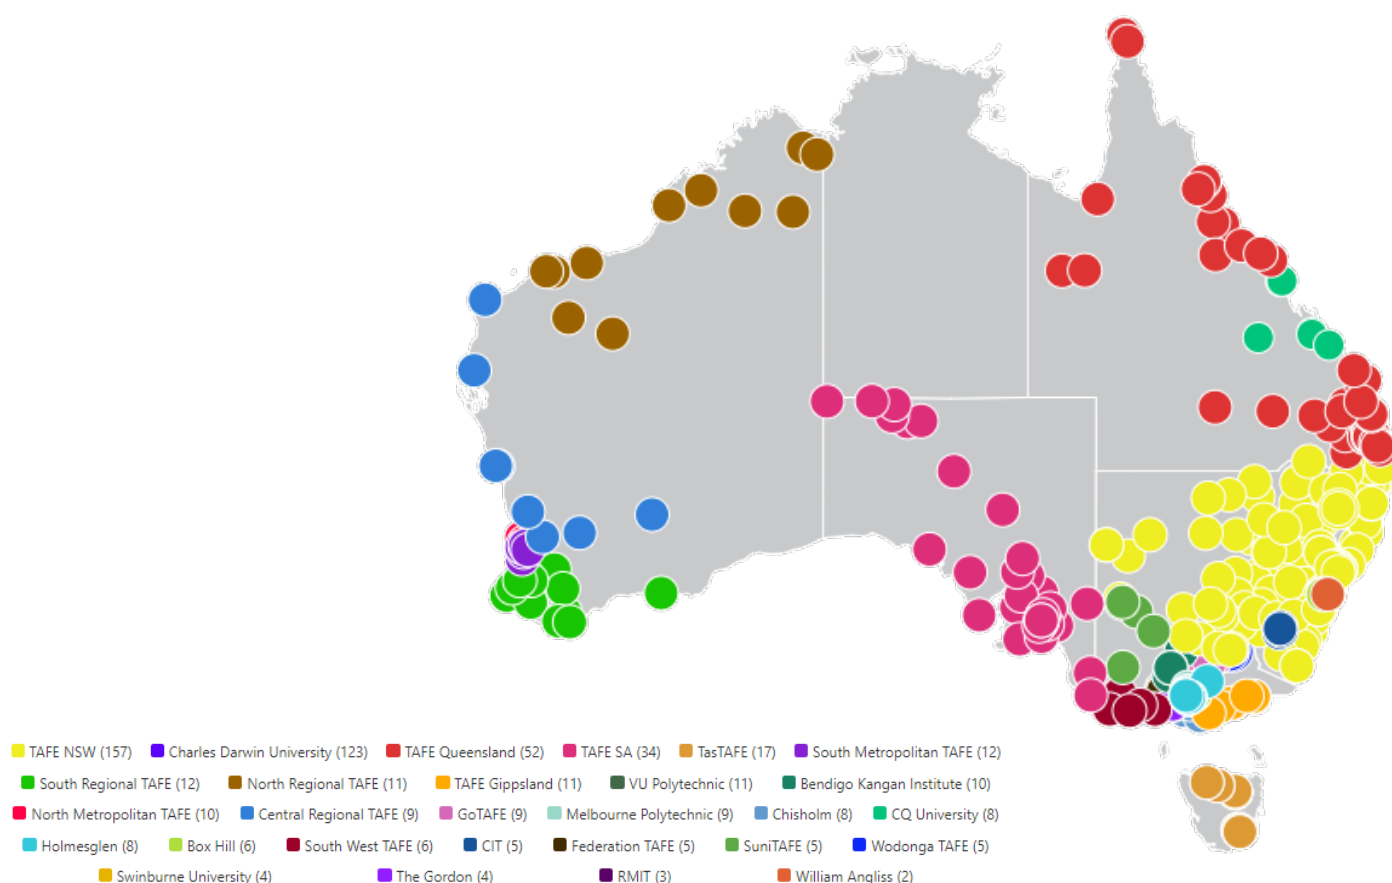 TAFE NSW (157) Charles Darwin University (123) TAFE Queensland (52) TAFE SA (34) TasTAFE (17) South Metropolitan TAFE (12)
South Regional TAFE (12) North Regional TAFE (11) TAFE Gippsland (11) VU Polytechnic (11) Bendigo Kangan Institute (10)
North Metropolitan TAFE (10) Central Regional TAFE (9) GoTAFE (9) Melbourne Polytechnic (9) Chisholm (8) CQ University (8)
Holmesglen (8) Box Hill (6) South West TAFE (6) CIT (5) Federation TAFE (5) SuniTAFE (5) Wodonga TAFE (5)
Swinburne University (4) The Gordon (4) RMIT (3) William Angliss (2)